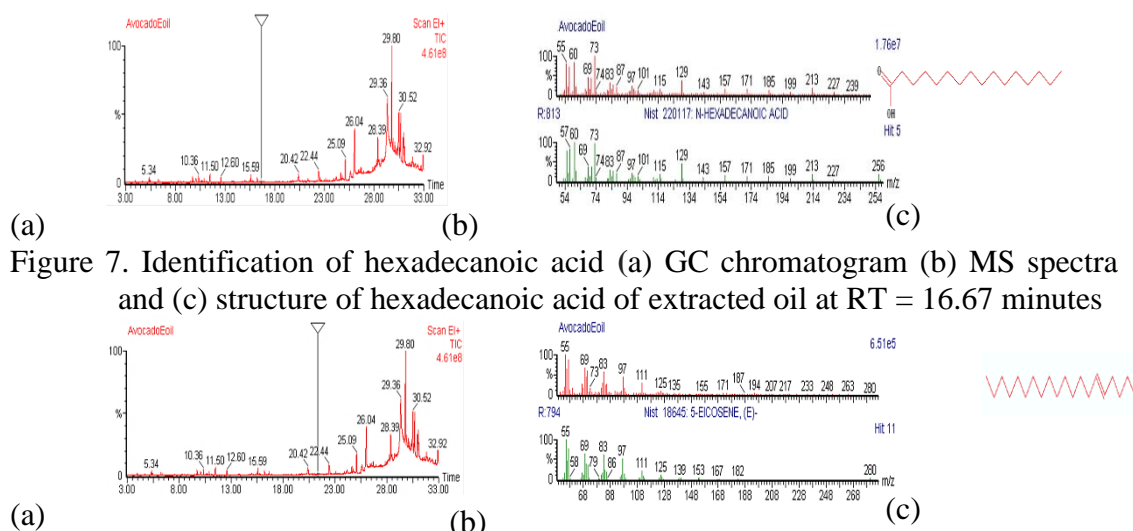 AvocadoEoil Scan EI+
TIC
4.61e8
100
%
0
29.80
29.36
30.52
26.04
28.39
25.09
32.92
20.42 22.44
5.34 10.36 11.50 12.60 15.59
Time
3.00 8.00 13.00 18.00 23.00 28.00 33.00
(a)
AvocadoEoil
1.76e7
100
%
0
55 60 69 73 74 83 87 97 101 115 129 143 157 171 185 199 213 227 239
R:813 Nist 220117: N-HEXADECANOIC ACID Hit 5
100
%
0
57 60 69 73 74 83 87 97 101 115 129 143 157 171 185 199 213 227 256
m/z
54 74 94 114 134 154 174 194 214 234 254
(b)
O
OH
(c)
Figure 7. Identification of hexadecanoic acid (a) GC chromatogram (b) MS spectra
and (c) structure of hexadecanoic acid of extracted oil at RT = 16.67 minutes
AvocadoEoil Scan EI+
TIC
4.61e8
100
%
0
29.80
29.36
30.52
26.04
28.39
25.09
32.92
20.42 22.44
5.34 10.36 11.50 12.60 15.59
Time
3.00 8.00 13.00 18.00 23.00 28.00 33.00
(a)
AvocadoEoil
6.51e5
100
%
0
55 69 73 83 97 111 125 135 155 171 187 194 207 217 233 248 263 280
R:794 Nist 18645: 5-EICOSENE, (E)- Hit 11
100
%
0
55 58 69 79 83 86 97 111 125 139 153 167 182 280
m/z
68 88 108 128 148 168 188 208 228 248 268
(b)
(c)